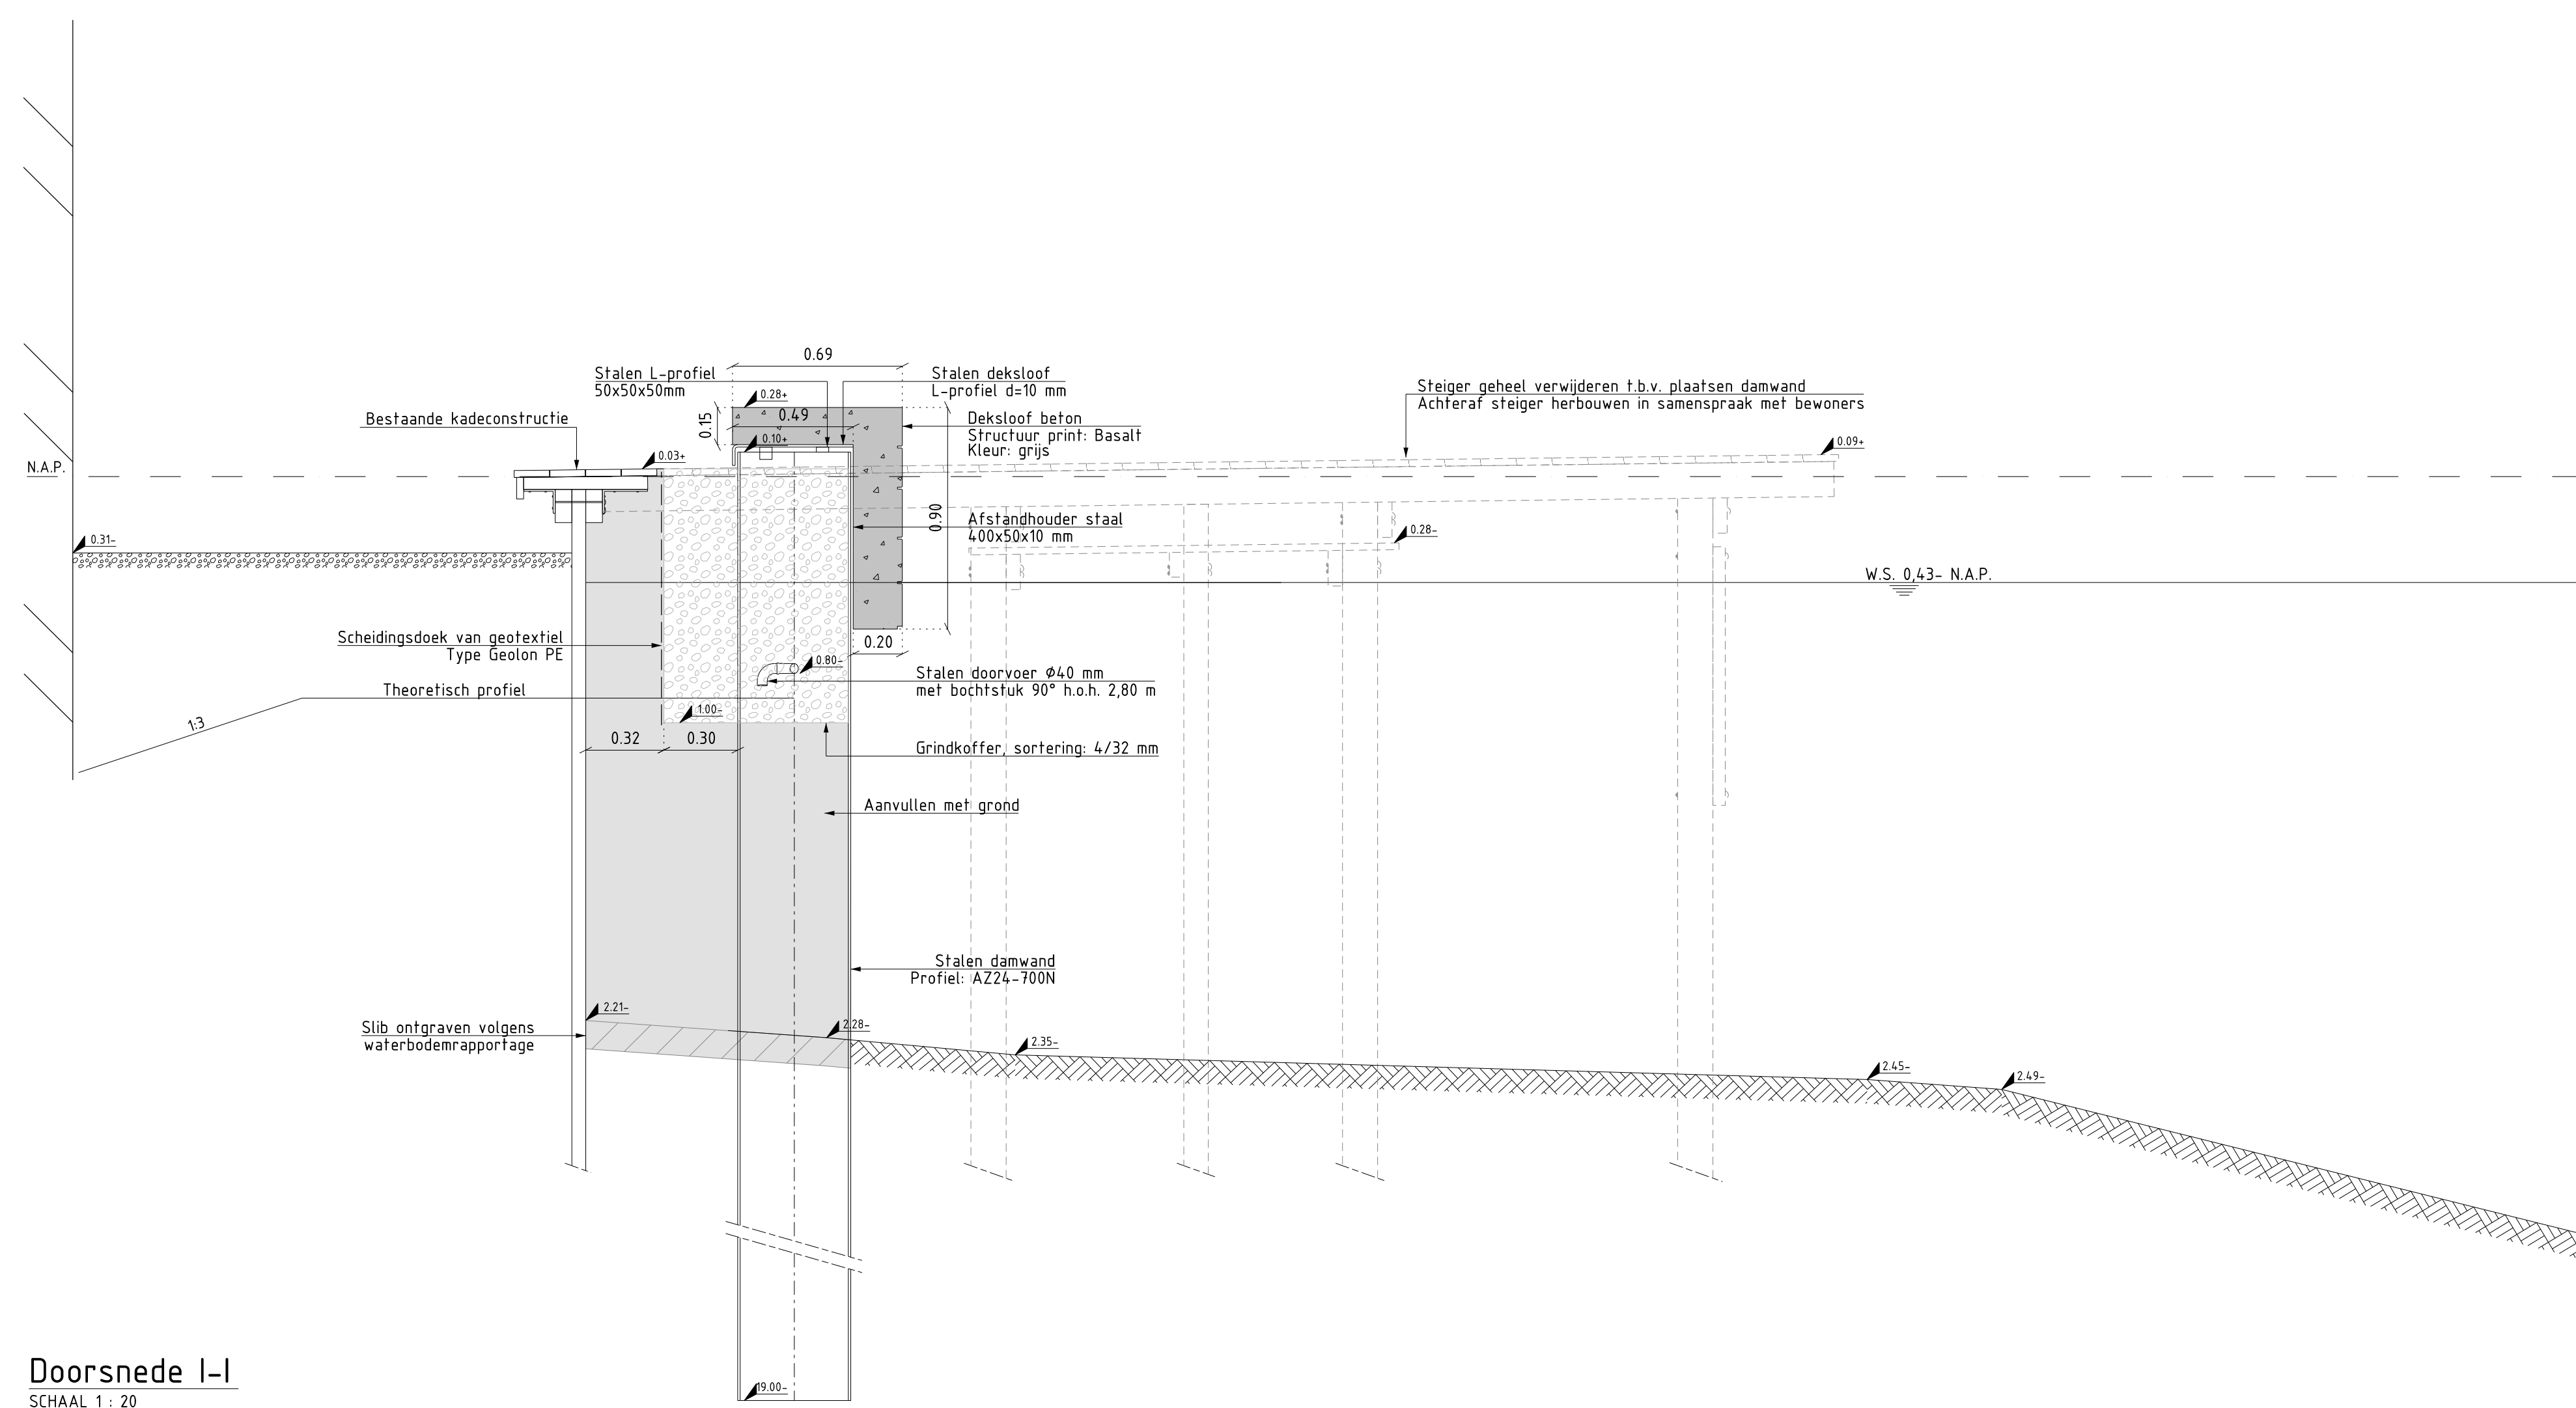 0.69
Stalen L-profiel
50x50x50mm
Stalen deksloof
L-profiel d=10 mm
0.28+
0.15
0.49
Bestaande kadeconstructie
Deksloof beton
Structuur print: Basalt
Kleur: grijs
Steiger geheel verwijderen t.b.v. plaatsen damwand
Achteraf steiger herbouwen in samenspraak met bewoners
0.10+
0.09+
0.03+
N.A.P.
0.90
Afstandhouder staal
400x50x10 mm
0.28-
0.31-
W.S. 0,43- N.A.P.
Scheidingsdoek van geotextiel
Type Geolon PE
0.20
0.80-
Stalen doorvoer Ø40 mm
met bochtstuk 90° h.o.h. 2,80 m
Theoretisch profiel
1:3
1.00-
0.32
0.30
Grindkoffer, sortering: 4/32 mm
Aanvullen met grond
Stalen damwand
Profiel: AZ24-700N
2.21-
Slib ontgraven volgens
waterbodemrapportage
2.28-
2.35-
2.45-
2.49-
Doorsnede I-I
SCHAAL 1 : 20
19.00-